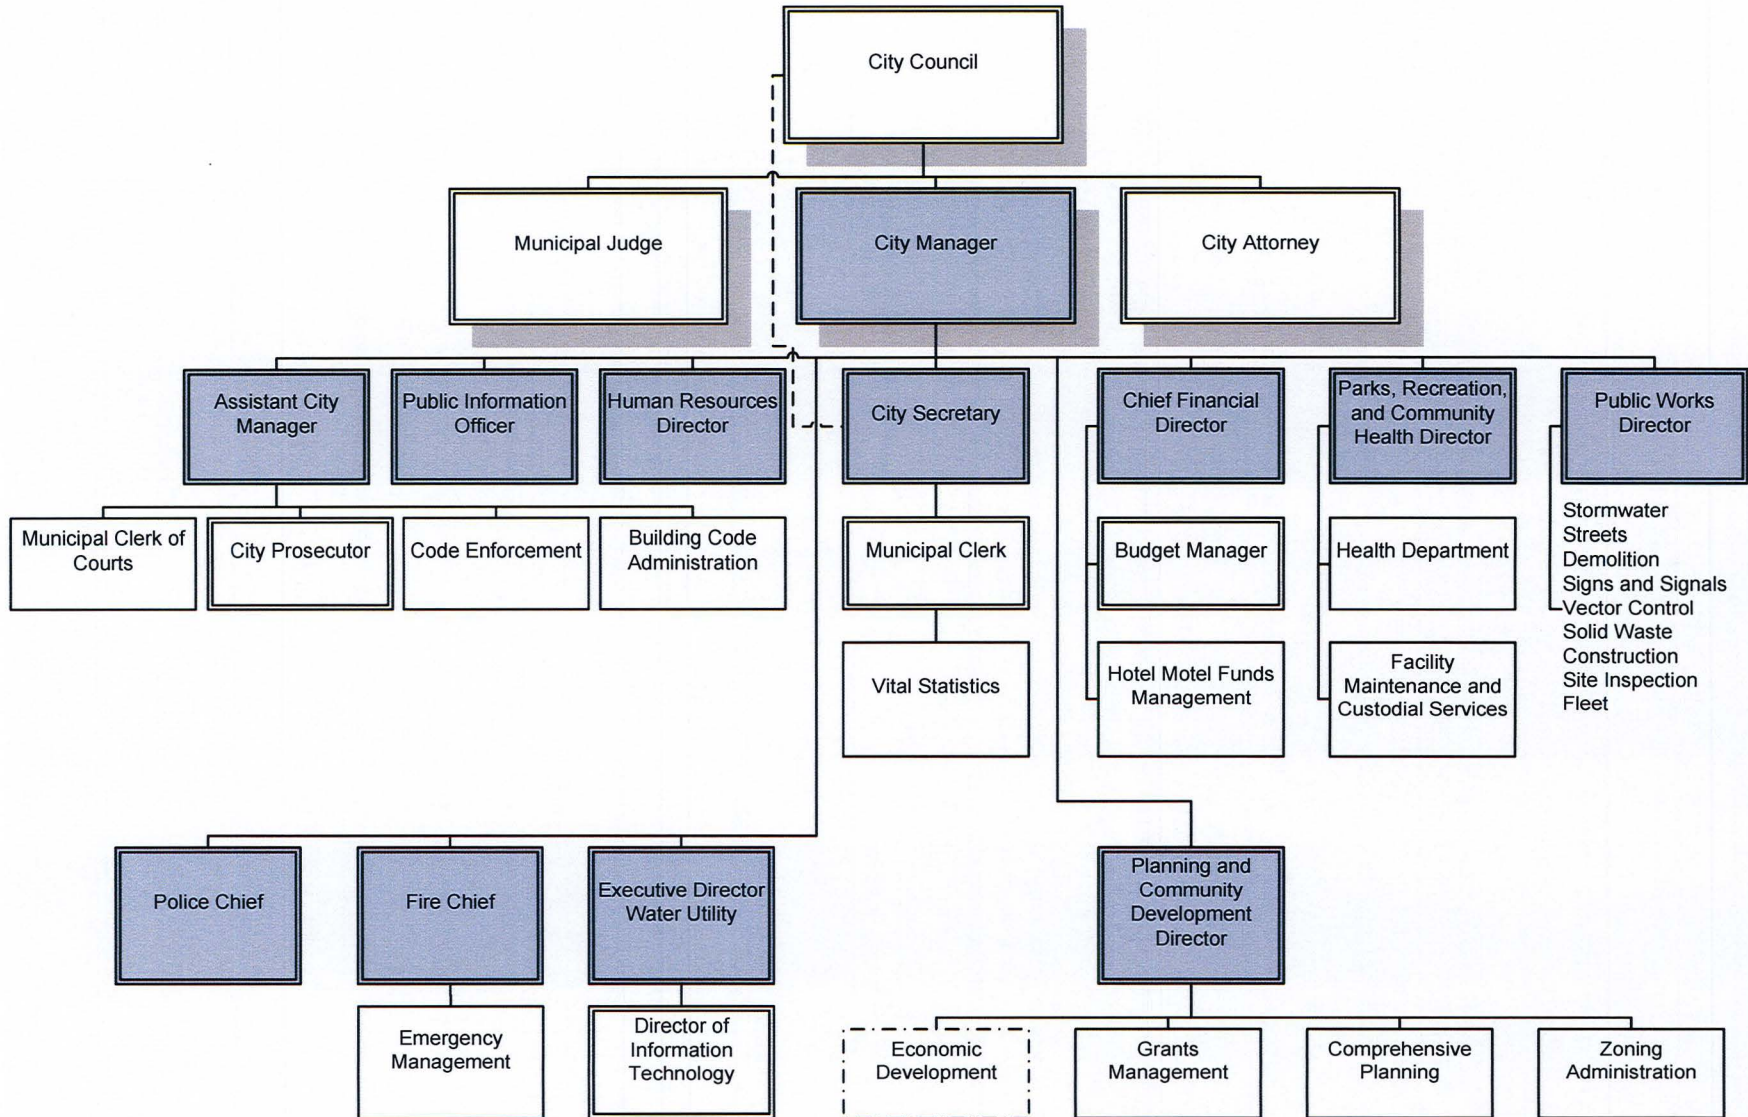 City Council
Municipal Judge
City Manager
City Attorney
Assistant City
Manager
Public Information
Officer
Human Resources
Director
City Secretary
Chief Financial
Director
Parks, Recreation,
and Community
Health Director
Public Works
Director
Municipal Clerk of
Courts
City Prosecutor
Code Enforcement
Building Code
Administration
Municipal Clerk
Budget Manager
Health Department
Stormwater
Streets
Demolition
Signs and Signals
Vector Control
Solid Waste
Construction
Site Inspection
Fleet
Vital Statistics
Hotel Motel Funds
Management
Facility
Maintenance and
Custodial Services
Police Chief
Fire Chief
Executive Director
Water Utility
Planning and
Community
Development
Director
Emergency
Management
Director of
Information
Technology
Economic
Development
Grants
Management
Comprehensive
Planning
Zoning
Administration